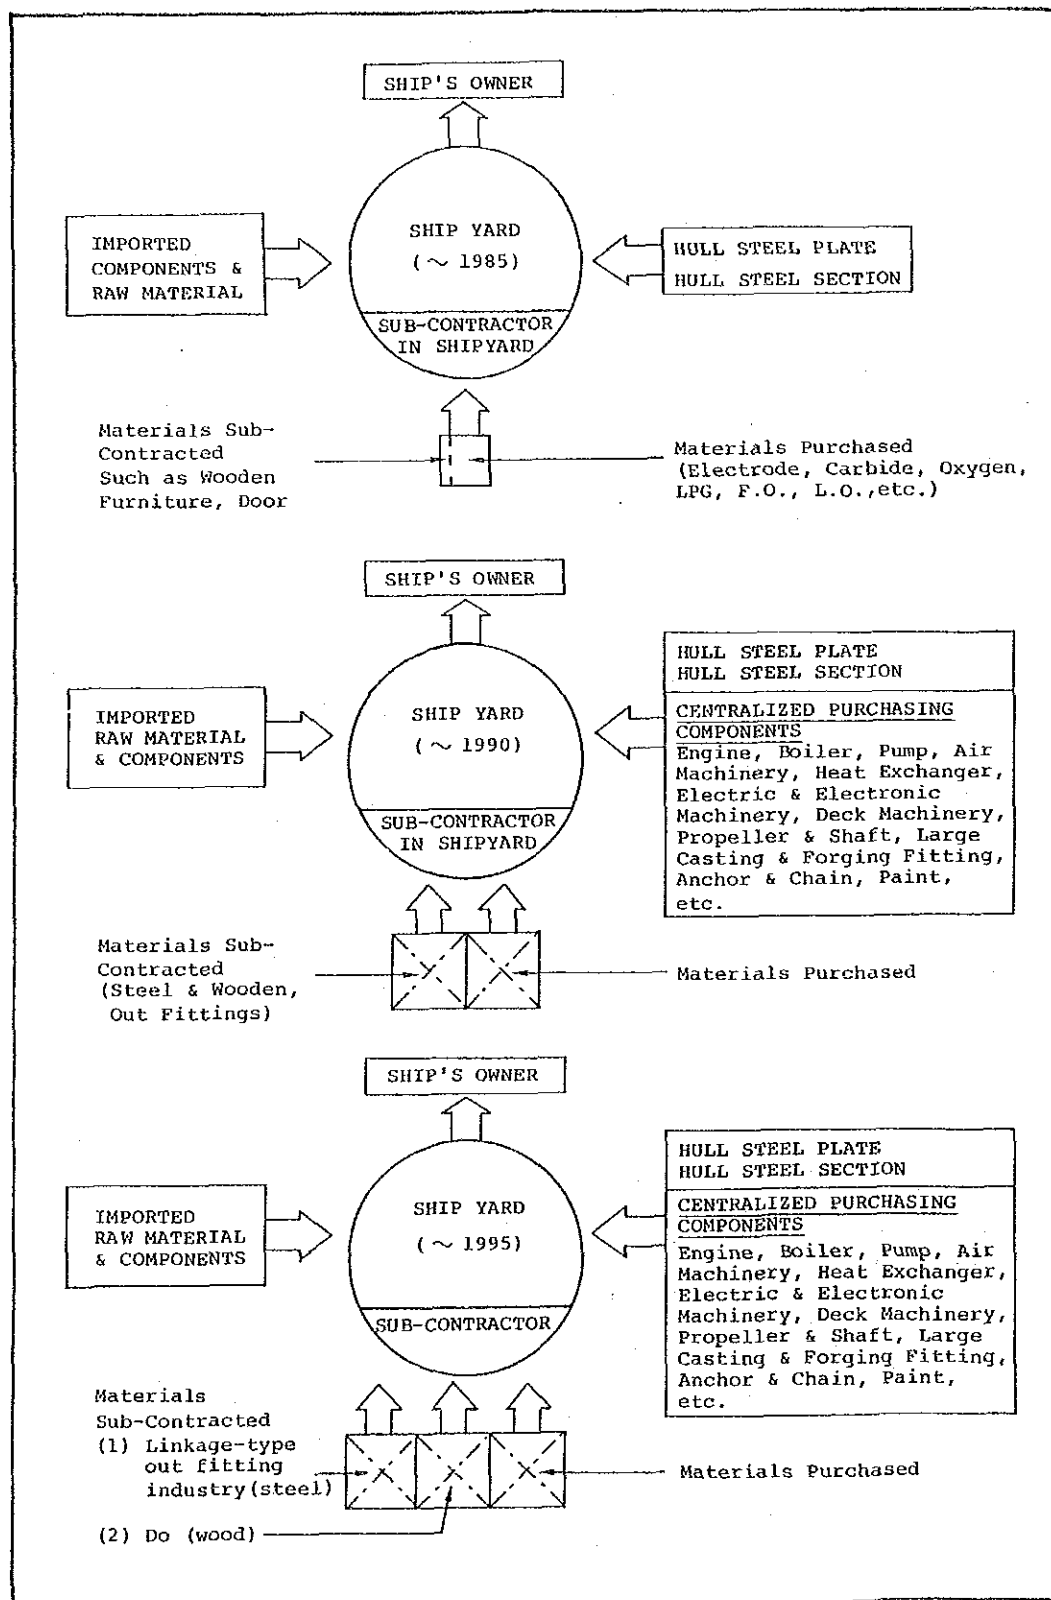 SHIP'S OWNER
IMPORTED
COMPONENTS &
RAW MATERIAL
SHIP YARD
(~ 1985)
SUB-CONTRACTOR
IN SHIPYARD
HULL STEEL PLATE
HULL STEEL SECTION
Materials Sub-
Contracted
Such as Wooden
Furniture, Door
Materials Purchased
(Electrode, Carbide, Oxygen,
LPG, F.O., L.O.,etc.)
SHIP'S OWNER
IMPORTED
RAW MATERIAL
& COMPONENTS
SHIP YARD
(~ 1990)
SUB-CONTRACTOR
IN SHIPYARD
HULL STEEL PLATE
HULL STEEL SECTION
CENTRALIZED PURCHASING
COMPONENTS
Engine, Boiler, Pump, Air
Machinery, Heat Exchanger,
Electric & Electronic
Machinery, Deck Machinery,
Propeller & Shaft, Large
Casting & Forging Fitting,
Anchor & Chain, Paint,
etc.
Materials Sub-
Contracted
(Steel & Wooden,
Out Fittings)
Materials Purchased
SHIP'S OWNER
IMPORTED
RAW MATERIAL
& COMPONENTS
SHIP YARD
(~ 1995)
SUB-CONTRACTOR
HULL STEEL PLATE
HULL STEEL SECTION
CENTRALIZED PURCHASING
COMPONENTS
Engine, Boiler, Pump, Air
Machinery, Heat Exchanger,
Electric & Electronic
Machinery, Deck Machinery,
Propeller & Shaft, Large
Casting & Forging Fitting,
Anchor & Chain, Paint,
etc.
Materials
Sub-Contracted
(1) Linkage-type
out fitting
industry(steel)
(2) Do (wood)
Materials Purchased